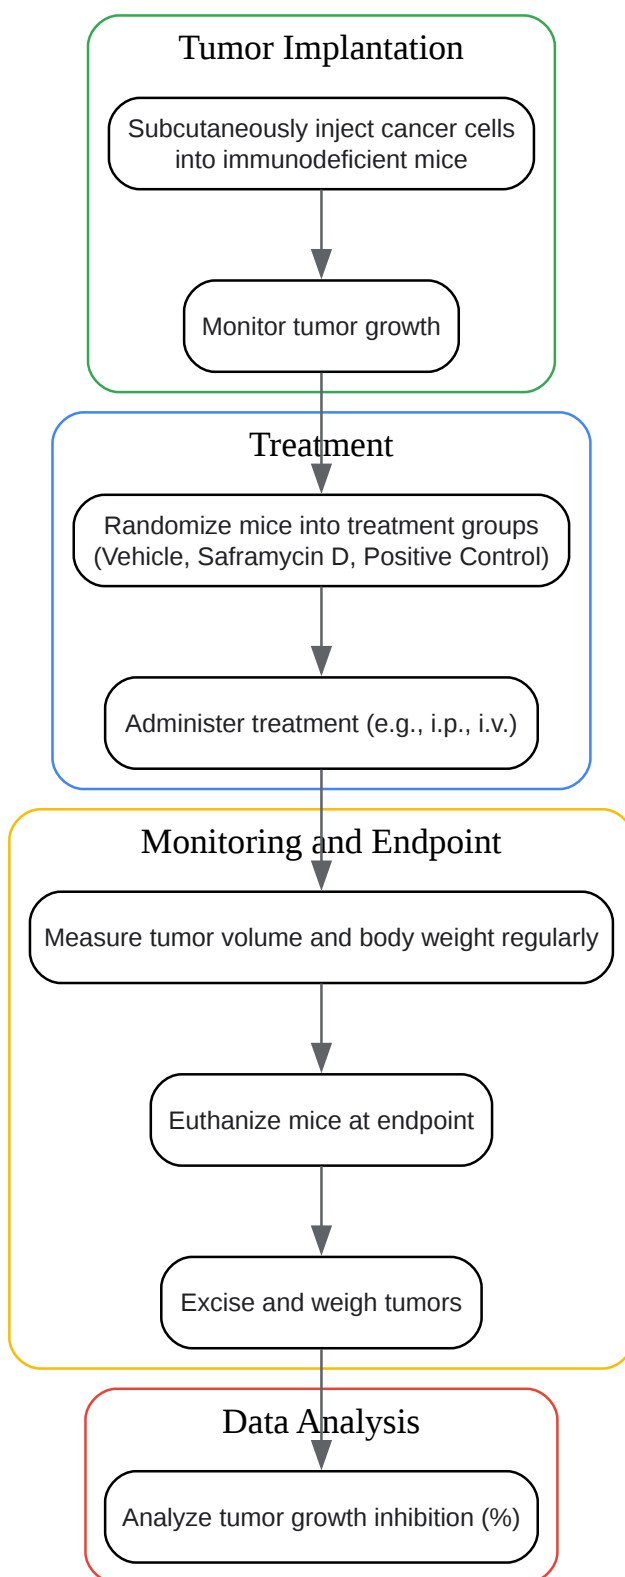 Tumor Implantation
Subcutaneously inject cancer cells
into immunodeficient mice
Monitor tumor growth
Treatment
Randomize mice into treatment groups
(Vehicle, Saframycin D, Positive Control)
Administer treatment (e.g., i.p., i.v.)
Monitoring and Endpoint
Measure tumor volume and body weight regularly
Euthanize mice at endpoint
Excise and weigh tumors
Data Analysis
Analyze tumor growth inhibition (%)